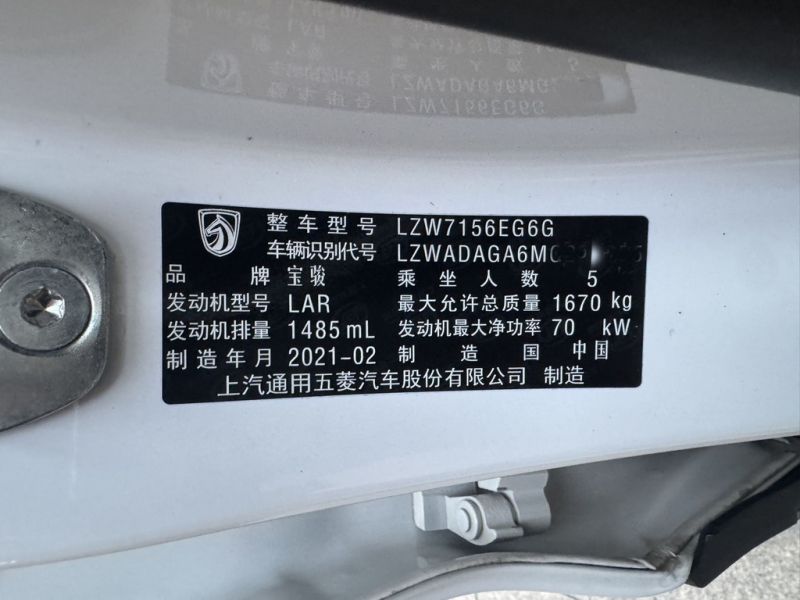 整车型号 LZW7156EG6G
车辆识别代号 LZWADAGA6M
品 牌 宝骏 乘坐人数 5
发动机型号 LAR 最大允许总质量 1670 kg
发动机排量 1485 mL 发动机最大净功率 70 kW
制造年月 2021-02 制造国 中国
上汽通用五菱汽车股份有限公司 制造